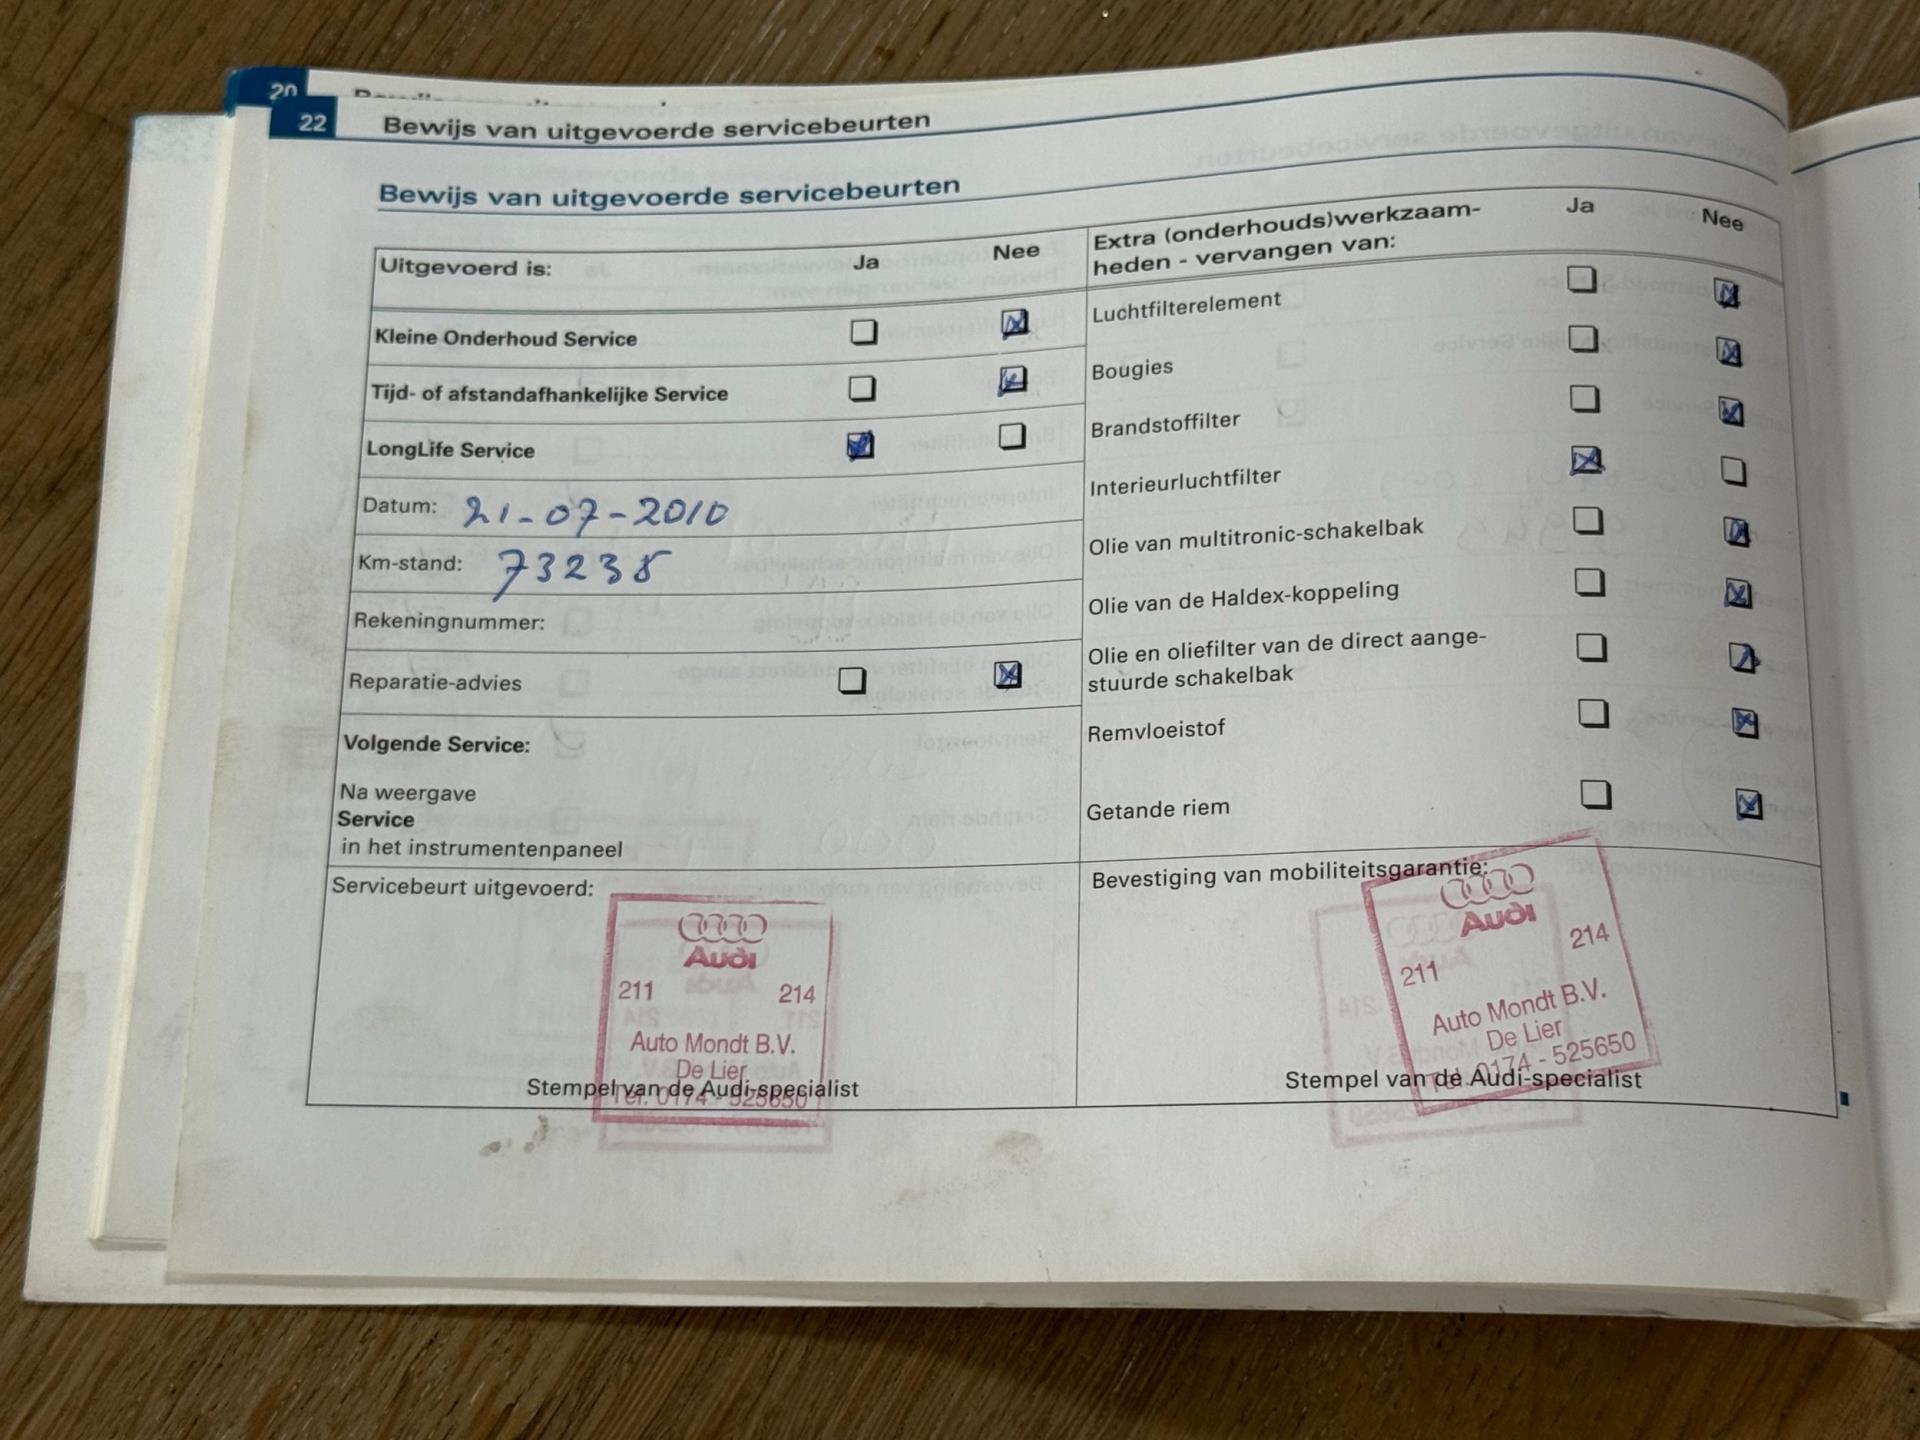 20
22 Bewijs van uitgevoerde servicebeurten
Bewijs van uitgevoerde servicebeurten
Uitgevoerd is: Ja Nee
Kleine Onderhoud Service
Tijd- of afstandafhankelijke Service
LongLife Service
Datum: 21-07-2010
Km-stand: 73238
Rekeningnummer:
Reparatie-advies
Volgende Service:
Na weergave
Service
in het instrumentenpaneel
Servicebeurt uitgevoerd:
Audi
211 214
Auto Mondt B.V.
De Lier
Tel. 0174 - 525650
Stempel van de Audi-specialist
Extra (onderhouds)werkzaam- Ja Nee
heden - vervangen van:
Luchtfilterelement
Bougies
Brandstoffilter
Interieurluchtfilter
Olie van multitronic-schakelbak
Olie van de Haldex-koppeling
Olie en oliefilter van de direct aange-
stuurde schakelbak
Remvloeistof
Getande riem
Bevestiging van mobiliteitsgarantie:
Audi
211 214
Auto Mondt B.V.
De Lier
Tel. 0174 - 525650
Stempel van de Audi-specialist